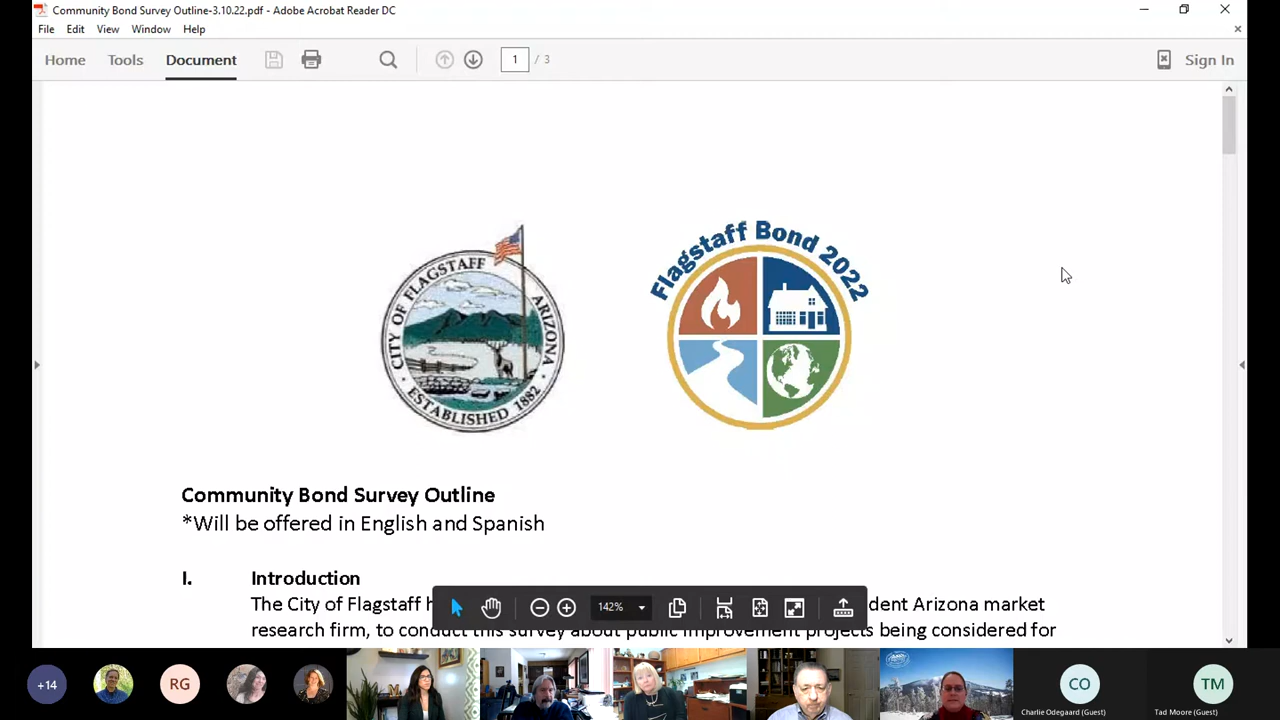 Community Bond Survey Outline-3.10.22.pdf - Adobe Acrobat Reader DC
File Edit View Window Help
Home Tools Document 1 / 3 Sign In
CITY OF FLAGSTAFF ARIZONA
· ESTABLISHED 1882 ·
Flagstaff Bond 2022
Community Bond Survey Outline
*Will be offered in English and Spanish
I. Introduction
The City of Flagstaff dent Arizona market
142%
research firm, to conduct this survey about public improvement projects being considered for
+14 RG CO TM
Charlie Odegaard (Guest) Tad Moore (Guest)